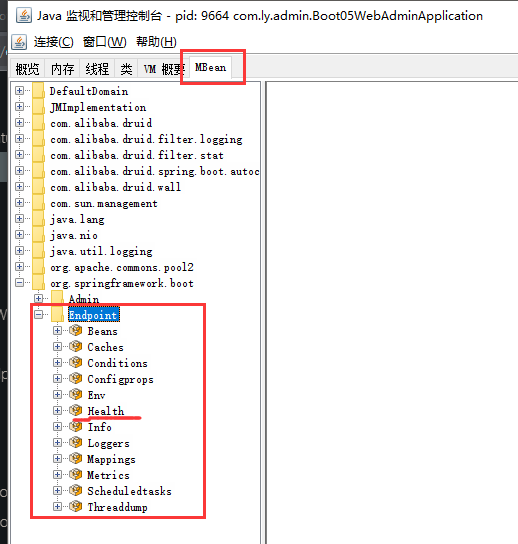 Java 监视和管理控制台 - pid: 9664 com.ly.admin.Boot05WebAdminApplication
连接(C) 窗口(W) 帮助(H)
概览 内存 线程 类 VM 概要 MBean
DefaultDomain
JMImplementation
com.alibaba.druid
com.alibaba.druid.filter.logging
com.alibaba.druid.filter.stat
com.alibaba.druid.spring.boot.autoc
com.alibaba.druid.wall
com.sun.management
java.lang
java.nio
java.util.logging
org.apache.commons.pool2
org.springframework.boot
Admin
Endpoint
Beans
Caches
Conditions
Configprops
Env
Health
Info
Loggers
Mappings
Metrics
Scheduledtasks
Threaddump